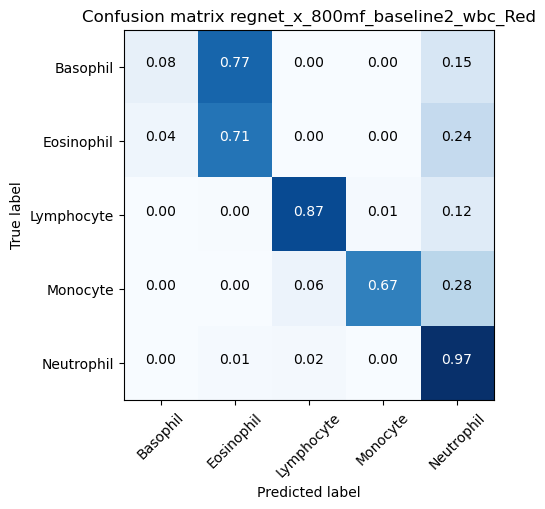 Confusion matrix regnet_x_800mf_baseline2_wbc_Red
True label
Basophil 0.08 0.77 0.00 0.00 0.15
Eosinophil 0.04 0.71 0.00 0.00 0.24
Lymphocyte 0.00 0.00 0.87 0.01 0.12
Monocyte 0.00 0.00 0.06 0.67 0.28
Neutrophil 0.00 0.01 0.02 0.00 0.97
Basophil Eosinophil Lymphocyte Monocyte Neutrophil
Predicted label